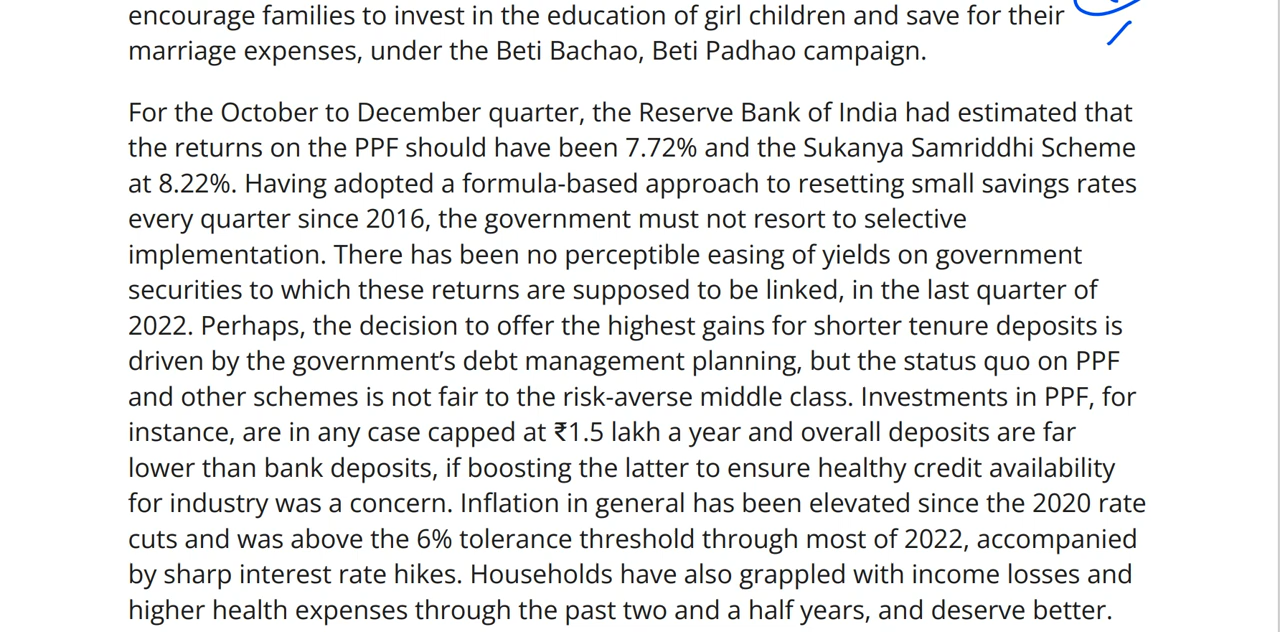 encourage families to invest in the education of girl children and save for their
marriage expenses, under the Beti Bachao, Beti Padhao campaign.
For the October to December quarter, the Reserve Bank of India had estimated that
the returns on the PPF should have been 7.72% and the Sukanya Samriddhi Scheme
at 8.22%. Having adopted a formula-based approach to resetting small savings rates
every quarter since 2016, the government must not resort to selective
implementation. There has been no perceptible easing of yields on government
securities to which these returns are supposed to be linked, in the last quarter of
2022. Perhaps, the decision to offer the highest gains for shorter tenure deposits is
driven by the government’s debt management planning, but the status quo on PPF
and other schemes is not fair to the risk-averse middle class. Investments in PPF, for
instance, are in any case capped at ₹1.5 lakh a year and overall deposits are far
lower than bank deposits, if boosting the latter to ensure healthy credit availability
for industry was a concern. Inflation in general has been elevated since the 2020 rate
cuts and was above the 6% tolerance threshold through most of 2022, accompanied
by sharp interest rate hikes. Households have also grappled with income losses and
higher health expenses through the past two and a half years, and deserve better.